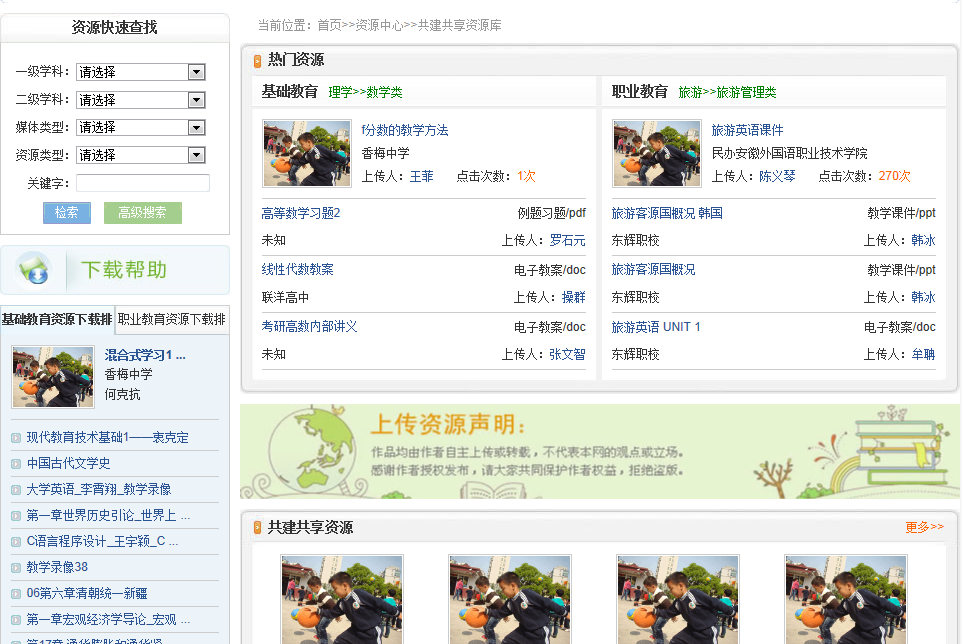 资源快速查找
一级学科： 请选择
二级学科： 请选择
媒体类型： 请选择
资源类型： 请选择
关键字：
检索 高级搜索
下载帮助
基础教育资源下载排 职业教育资源下载排
混合式学习1 ...
香梅中学
何克抗
现代教育技术基础1——衷克定
中国古代文学史
大学英语_李霄翔_教学录像
第一章世界历史引论_世界上 ...
C语言程序设计_王宇颖_C ...
教学录像38
06第六章清朝统一新疆
第一章宏观经济学导论_宏观 ...
当前位置：首页>>资源中心>>共建共享资源库
热门资源
基础教育 理学>>数学类
f分数的教学方法
香梅中学
上传人：王菲 点击次数：1次
高等数学习题2 例题习题/pdf
未知 上传人：罗石元
线性代数教案 电子教案/doc
联洋高中 上传人：操群
考研高数内部讲义 电子教案/doc
未知 上传人：张文智
职业教育 旅游>>旅游管理类
旅游英语课件
民办安徽外国语职业技术学院
上传人：陈义琴 点击次数：270次
旅游客源国概况 韩国 教学课件/ppt
东辉职校 上传人：韩冰
旅游客源国概况 教学课件/ppt
东辉职校 上传人：韩冰
旅游英语 UNIT 1 电子教案/doc
东辉职校 上传人：牟聃
上传资源声明：
作品均由作者自主上传或转载，不代表本网的观点或立场。
感谢作者授权发布，请大家共同保护作者权益，拒绝盗版。
共建共享资源 更多>>